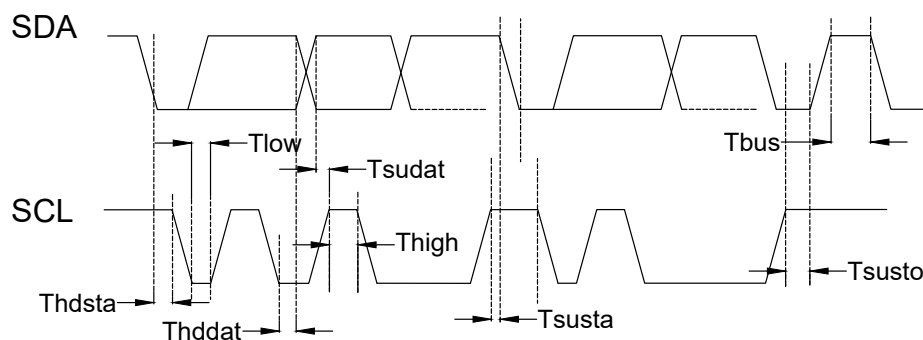 SDA
Tlow
Tbus
Tsudat
SCL
Thigh
Tsusto
Thdsta
Tsusta
Thddat